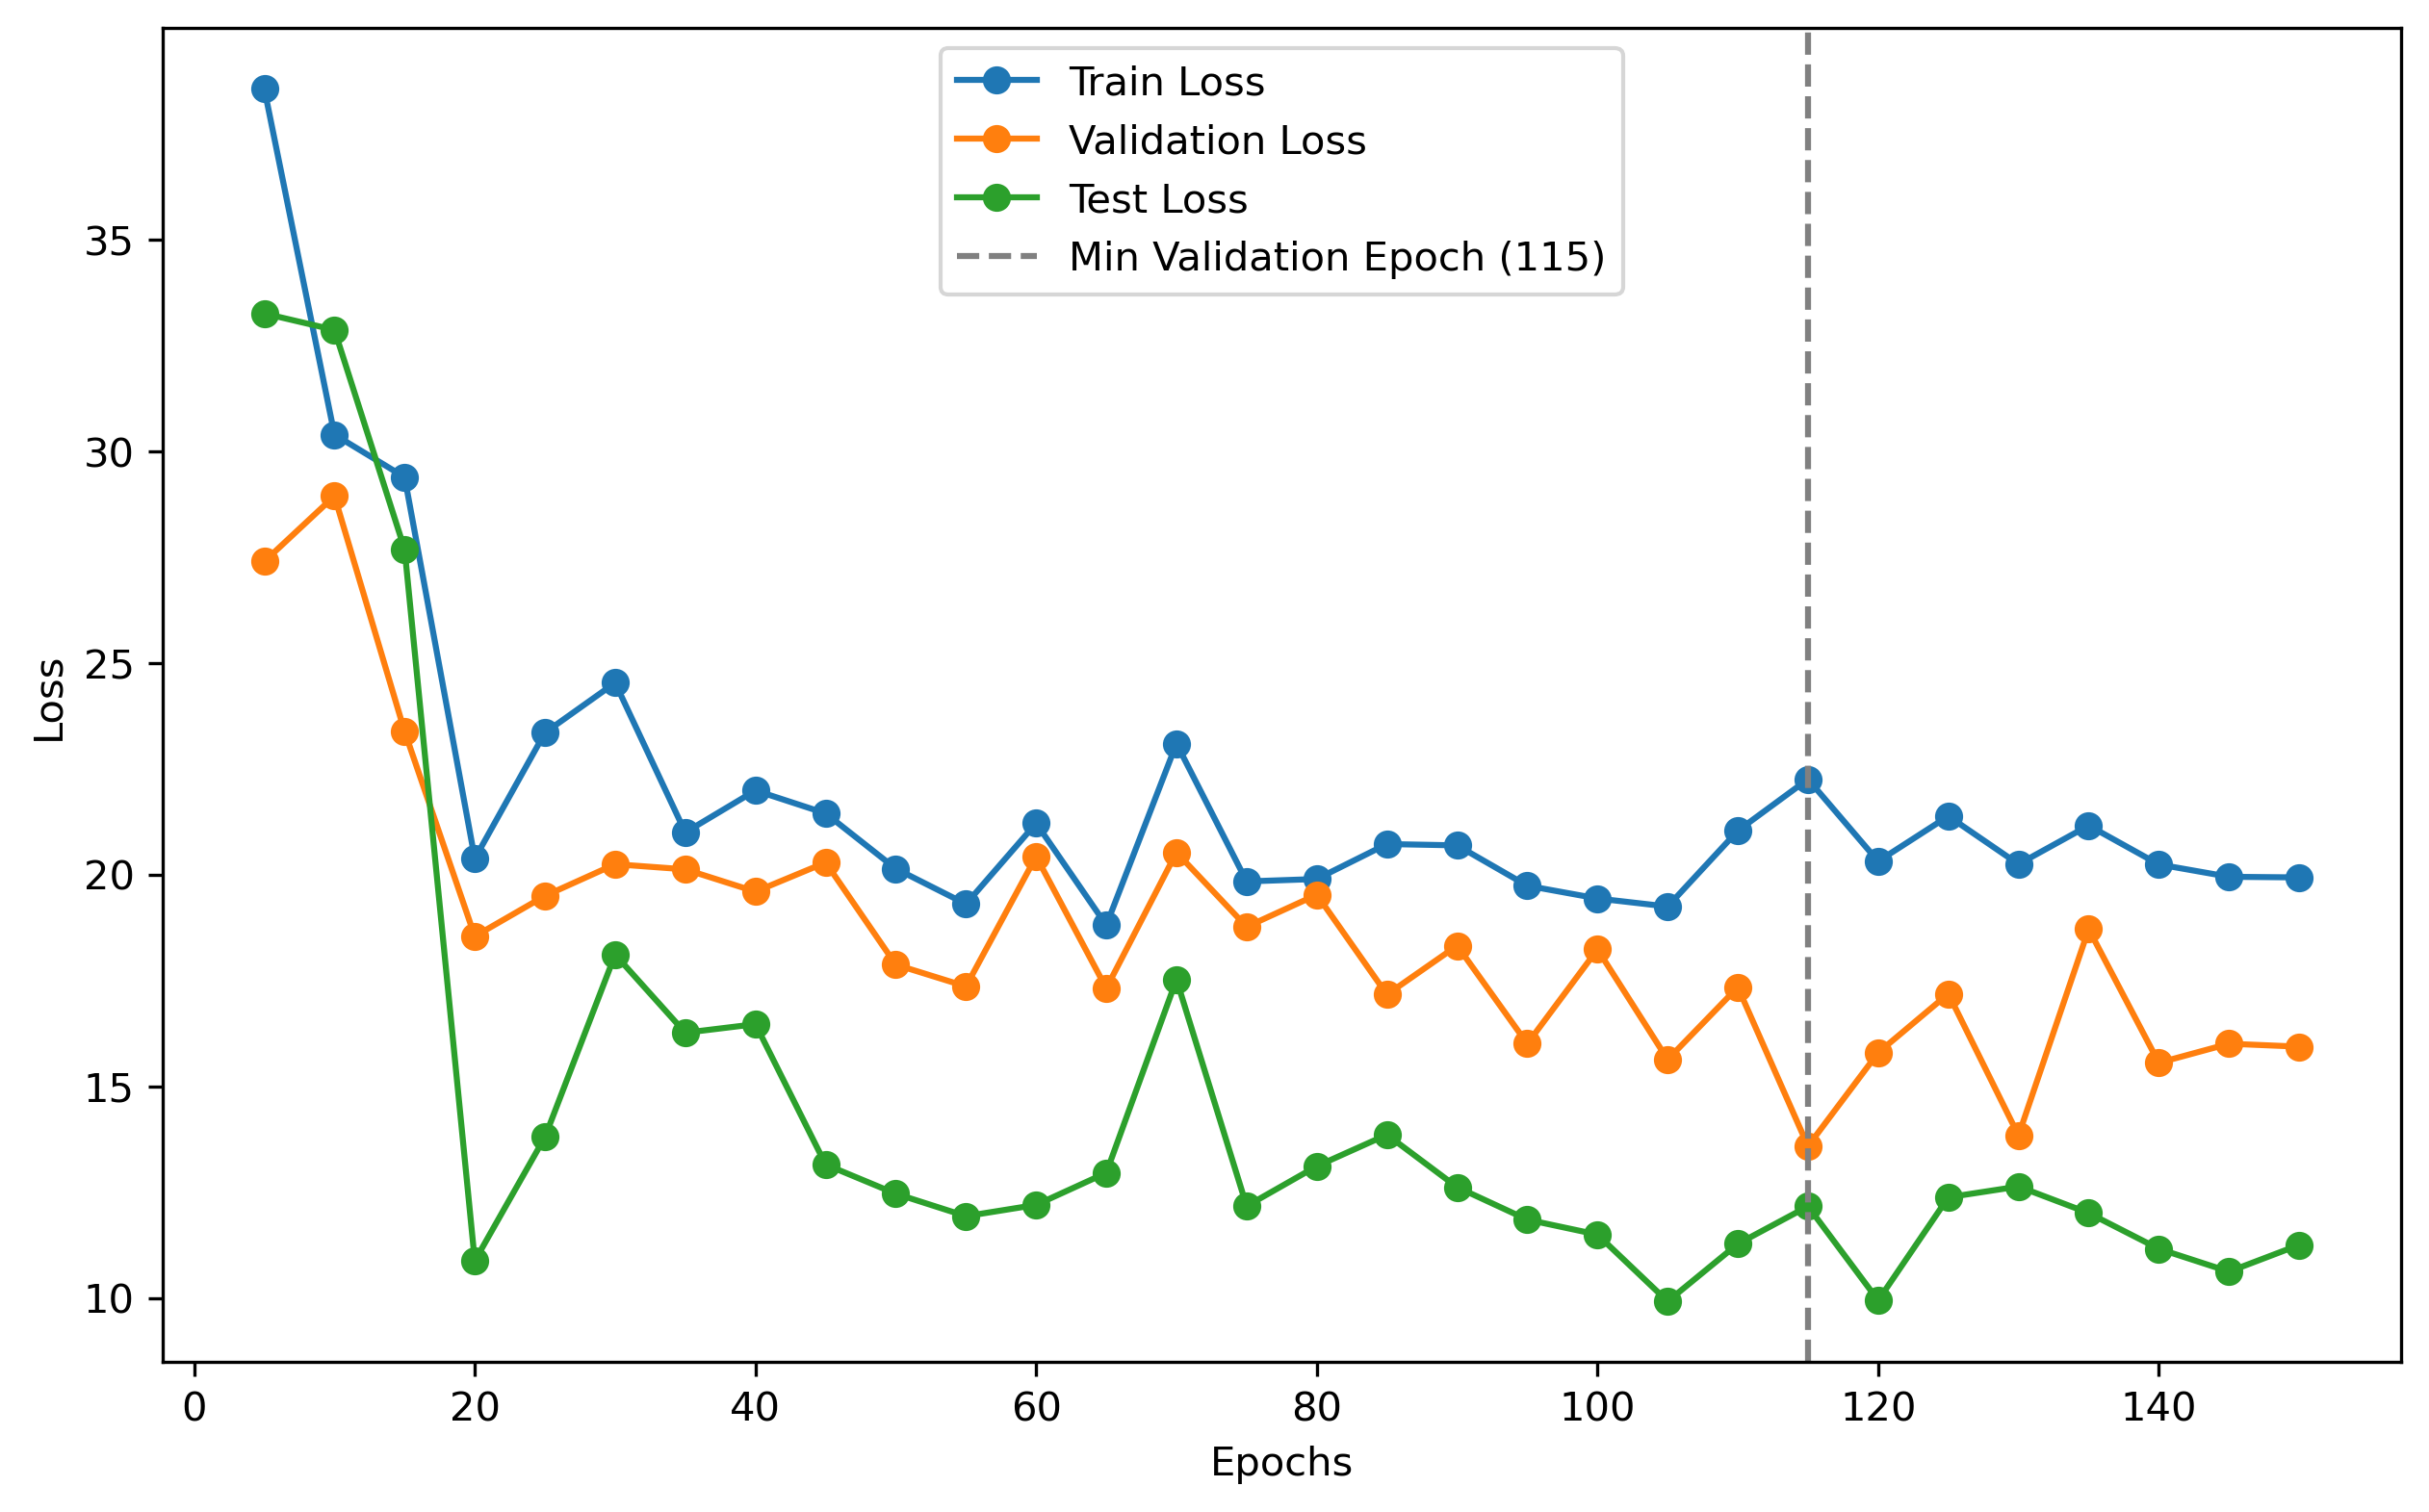 Train Loss
Validation Loss
Test Loss
Min Validation Epoch (115)
35
30
25
20
15
10
Loss
0 20 40 60 80 100 120 140
Epochs